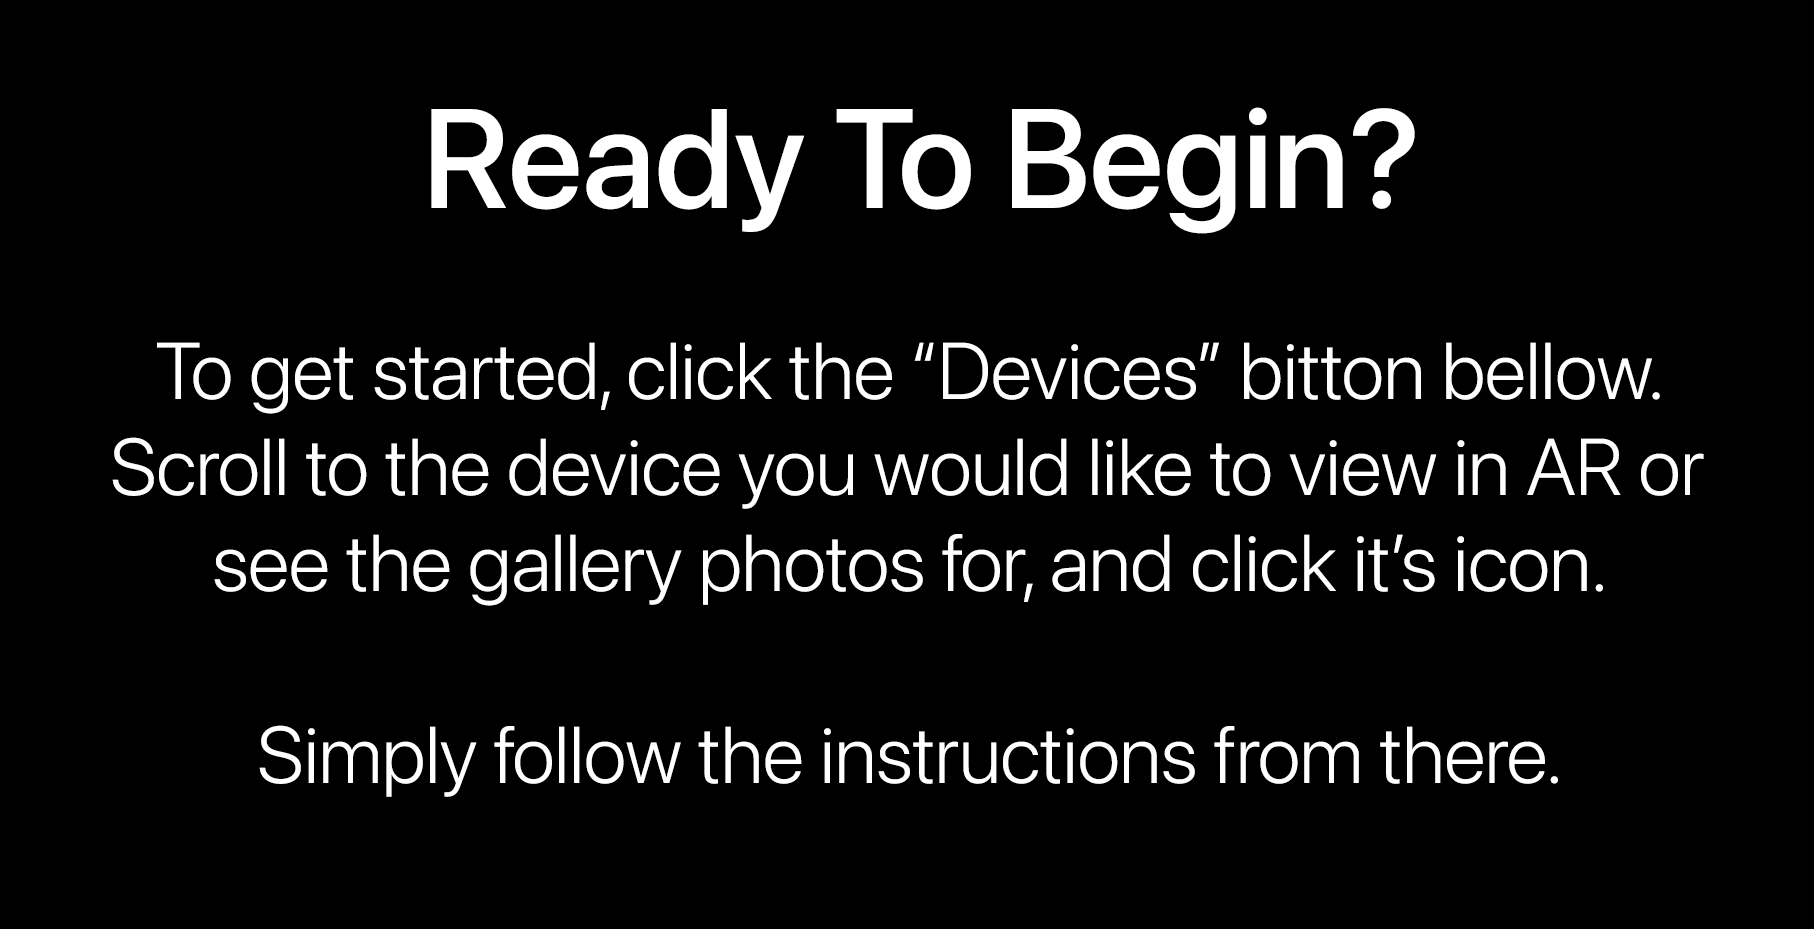 Ready To Begin?
To get started, click the “Devices” bitton bellow.
Scroll to the device you would like to view in AR or
see the gallery photos for, and click it’s icon.
Simply follow the instructions from there.